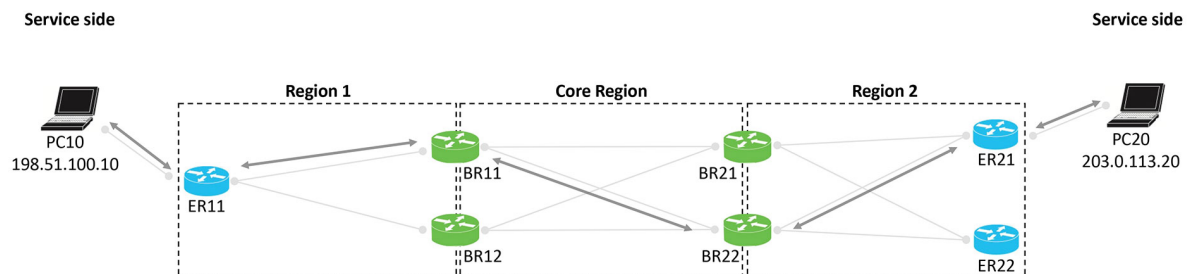 Service side
Service side
Region 1
Core Region
Region 2
PC10
198.51.100.10
ER11
BR11
BR12
BR21
BR22
ER21
ER22
PC20
203.0.113.20